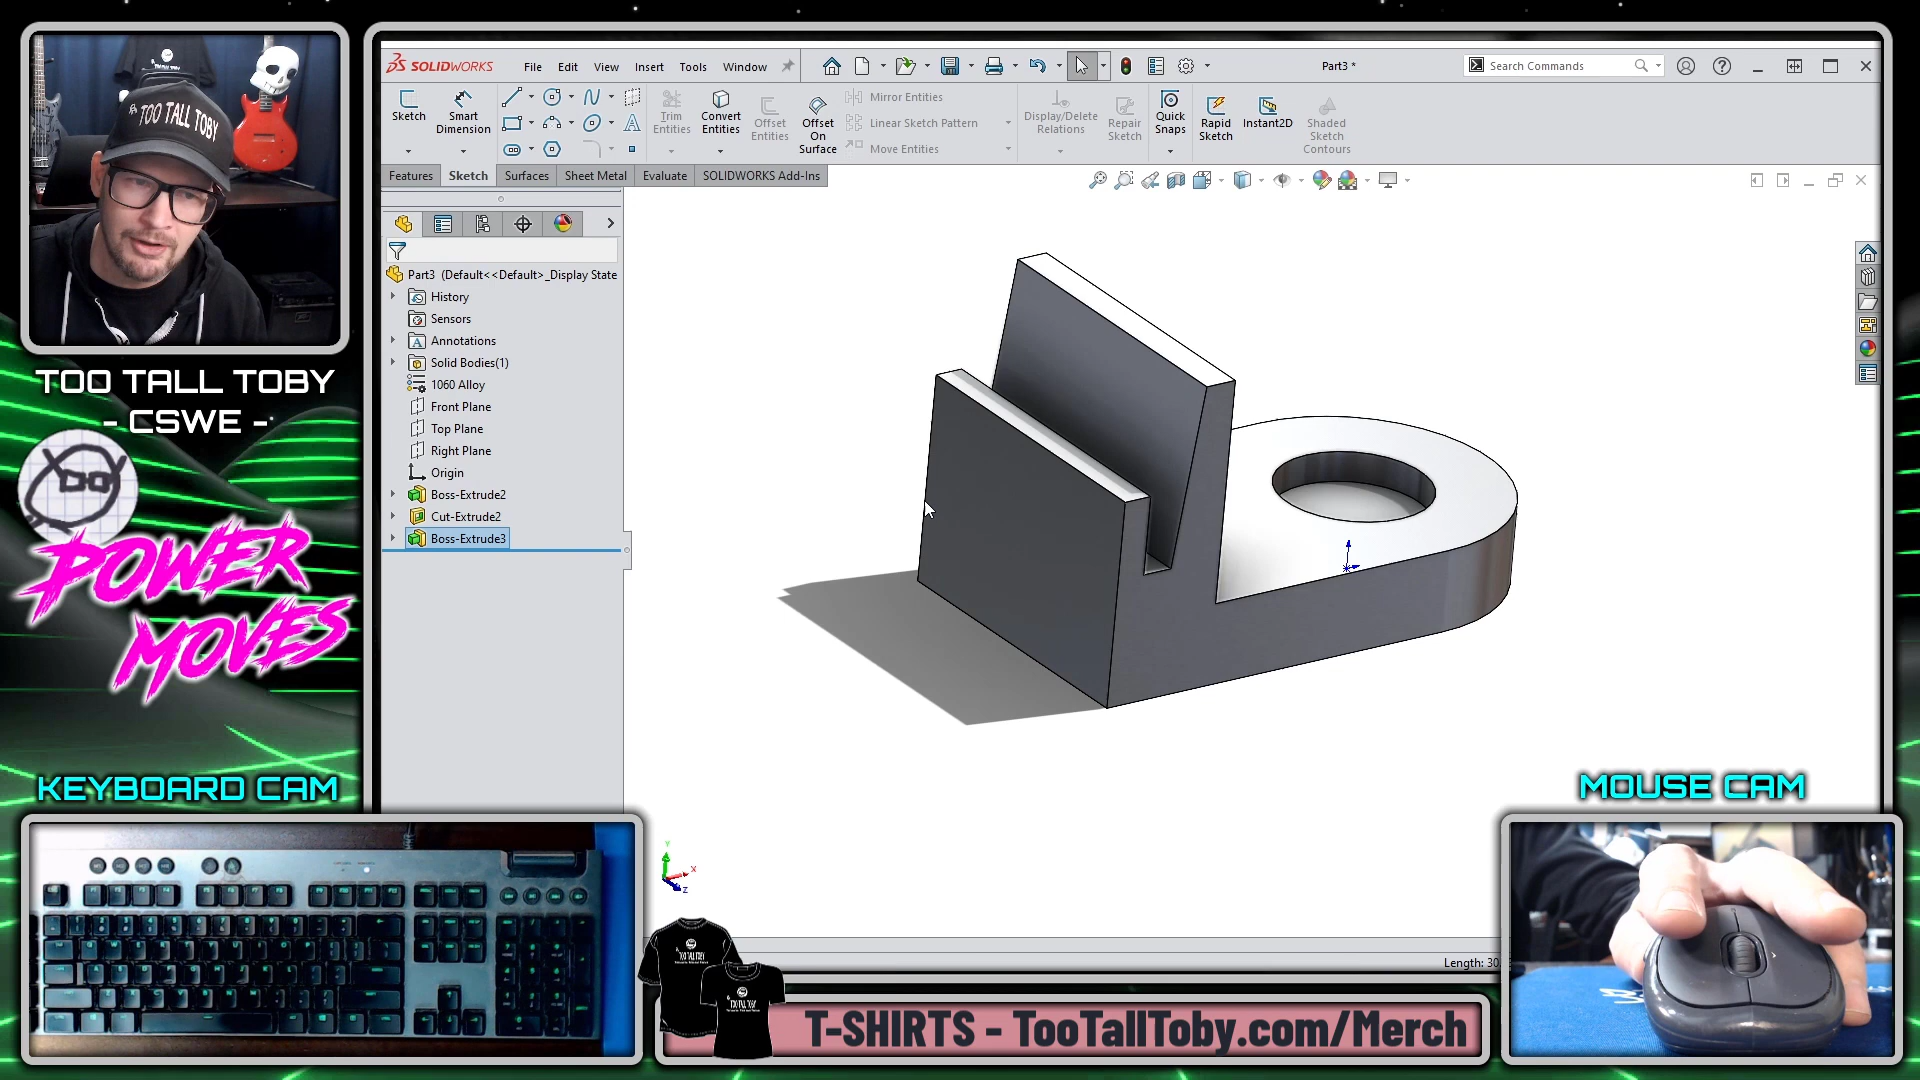 TOO TALL TOBY
TOO TALL TOBY
- CSWE -
POWER
MOVES
KEYBOARD CAM
SOLIDWORKS
File
Edit
View
Insert
Tools
Window
Part3 *
Search Commands
Sketch
Smart
Dimension
Trim
Entities
Convert
Entities
Offset
Entities
Offset
On
Surface
Mirror Entities
Linear Sketch Pattern
Move Entities
Display/Delete
Relations
Repair
Sketch
Quick
Snaps
Rapid
Sketch
Instant2D
Shaded
Sketch
Contours
Features
Sketch
Surfaces
Sheet Metal
Evaluate
SOLIDWORKS Add-Ins
Part3 (Default<<Default>_Display State
History
Sensors
Annotations
Solid Bodies(1)
1060 Alloy
Front Plane
Top Plane
Right Plane
Origin
Boss-Extrude2
Cut-Extrude2
Boss-Extrude3
Y
X
Z
Length: 30
MOUSE CAM
T-SHIRTS - TooTallToby.com/Merch